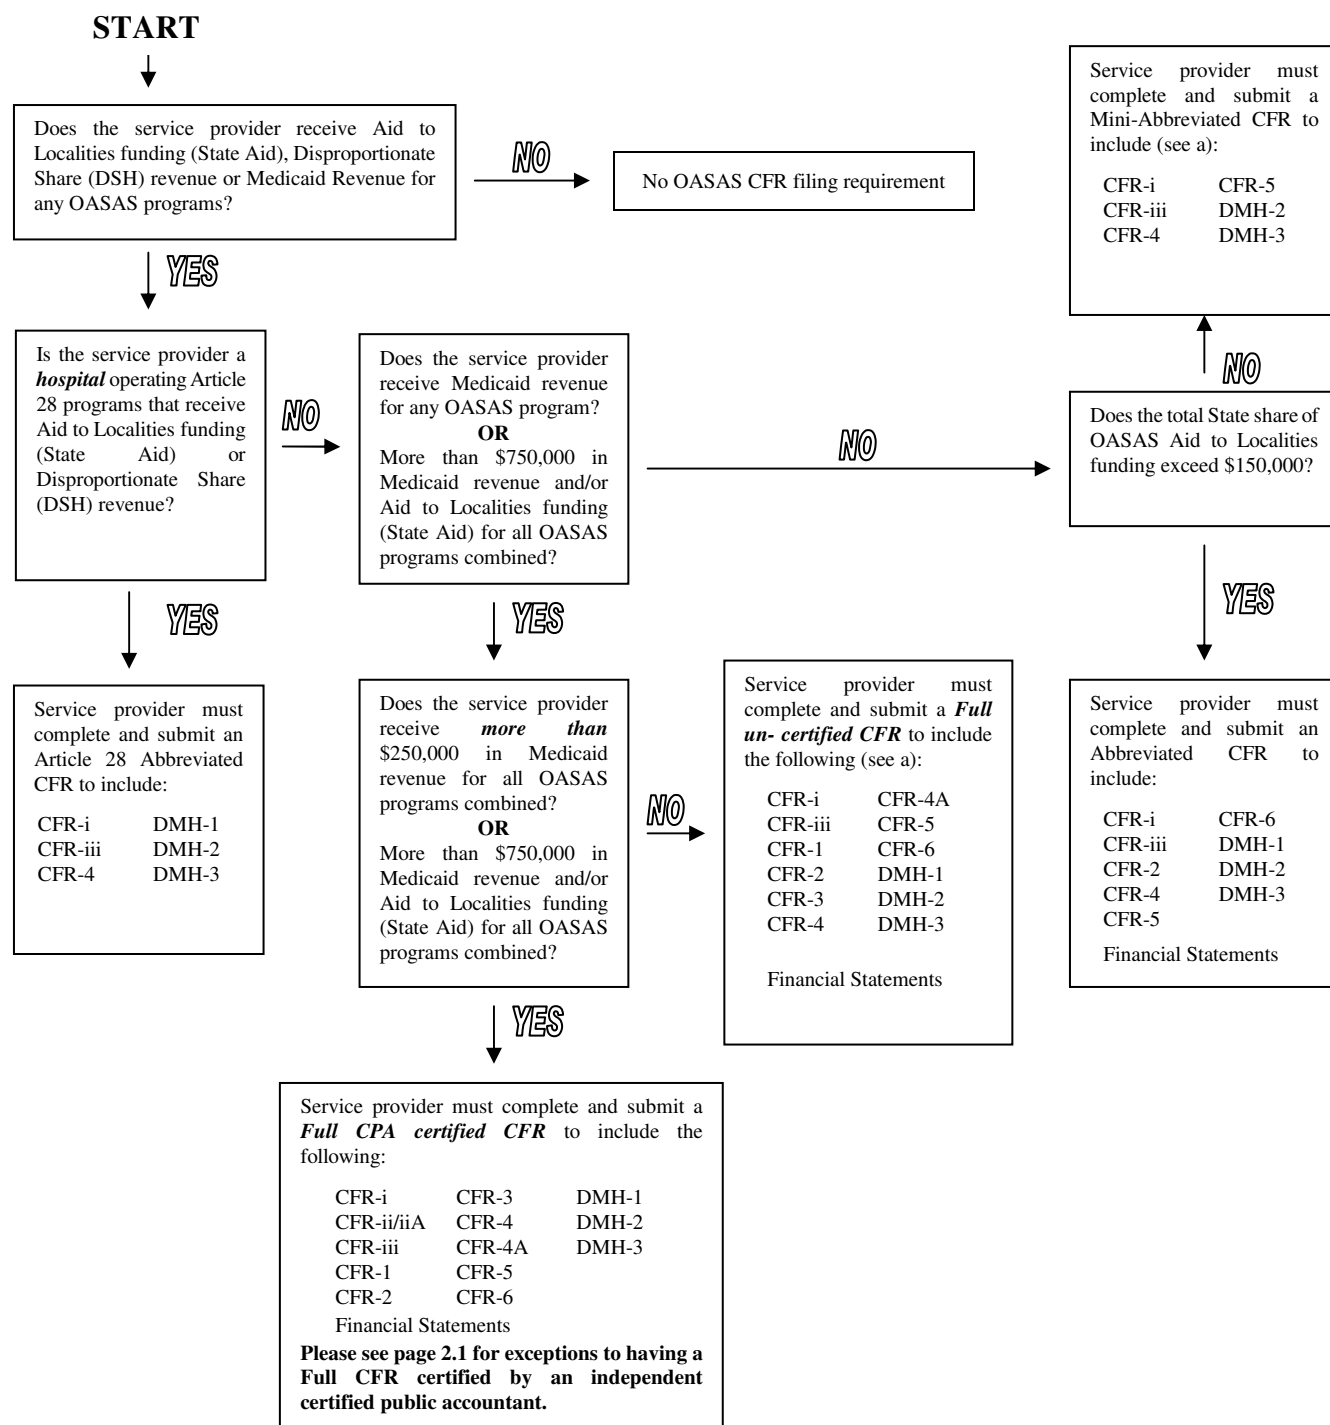 START
Does the service provider receive Aid to
Localities funding (State Aid), Disproportionate
Share (DSH) revenue or Medicaid Revenue for
any OASAS programs?
NO
No OASAS CFR filing requirement
YES
Is the service provider a
hospital operating Article
28 programs that receive
Aid to Localities funding
(State Aid) or
Disproportionate Share
(DSH) revenue?
NO
Does the service provider
receive Medicaid revenue
for any OASAS program?
OR
More than $750,000 in
Medicaid revenue and/or
Aid to Localities funding
(State Aid) for all OASAS
programs combined?
NO
Does the total State share of
OASAS Aid to Localities
funding exceed $150,000?
NO
Service provider must
complete and submit a
Mini-Abbreviated CFR to
include (see a):
CFR-i CFR-5
CFR-iii DMH-2
CFR-4 DMH-3
YES
Service provider must
complete and submit an
Article 28 Abbreviated
CFR to include:
CFR-i DMH-1
CFR-iii DMH-2
CFR-4 DMH-3
YES
Does the service provider
receive more than
$250,000 in Medicaid
revenue for all OASAS
programs combined?
OR
More than $750,000 in
Medicaid revenue and/or
Aid to Localities funding
(State Aid) for all OASAS
programs combined?
NO
Service provider must
complete and submit a Full
un- certified CFR to include
the following (see a):
CFR-i CFR-4A
CFR-iii CFR-5
CFR-1 CFR-6
CFR-2 DMH-1
CFR-3 DMH-2
CFR-4 DMH-3
Financial Statements
YES
Service provider must
complete and submit an
Abbreviated CFR to
include:
CFR-i CFR-6
CFR-iii DMH-1
CFR-2 DMH-2
CFR-4 DMH-3
CFR-5
Financial Statements
YES
Service provider must complete and submit a
Full CPA certified CFR to include the
following:
CFR-i CFR-3 DMH-1
CFR-ii/iiA CFR-4 DMH-2
CFR-iii CFR-4A DMH-3
CFR-1 CFR-5
CFR-2 CFR-6
Financial Statements
Please see page 2.1 for exceptions to having a
Full CFR certified by an independent
certified public accountant.